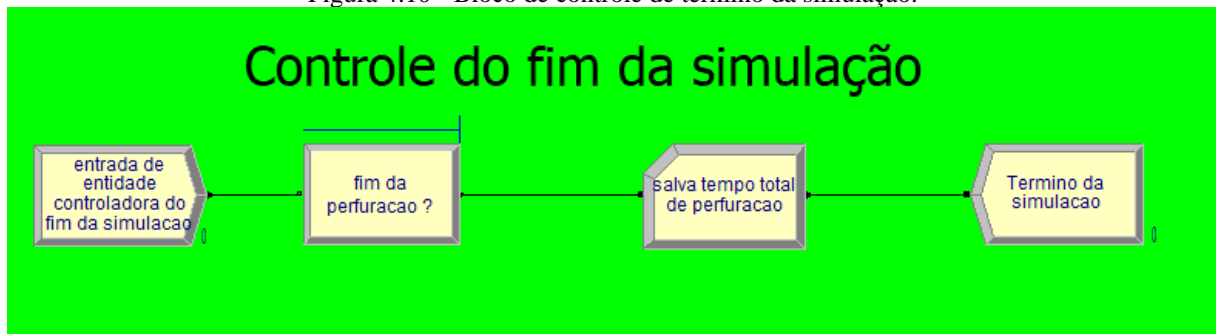 Figura 4.10 - Bloco de controle de término da simulação.
Controle do fim da simulação
entrada de
entidade
controladora do
fim da simulacao
0
fim da
perfuracao ?
salva tempo total
de perfuracao
Termino da
simulacao
0